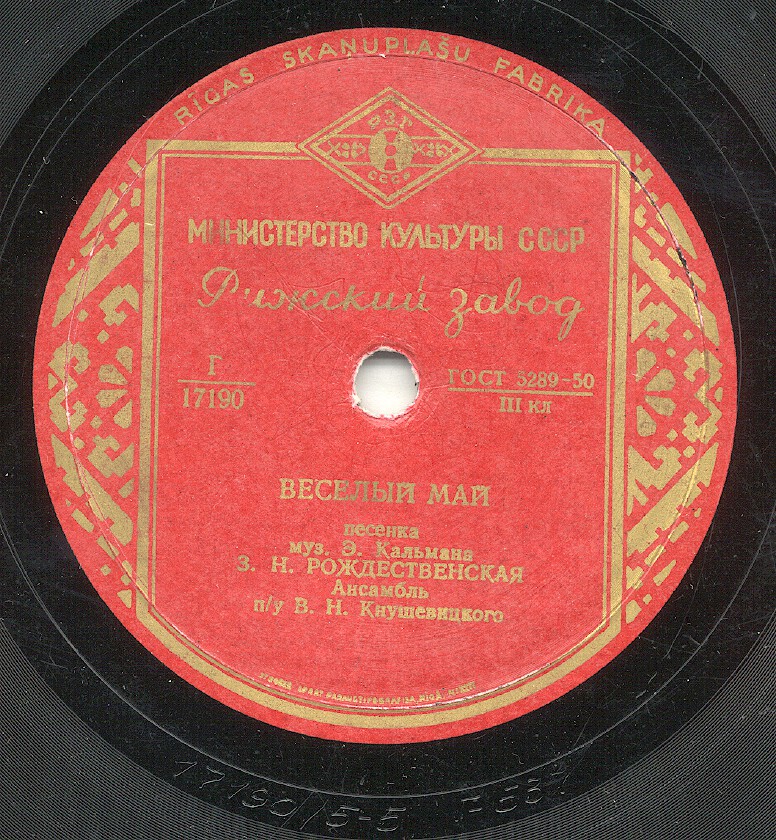 RĪGAS SKAŅUPLAŠU FABRIKA
РЗГ
СССР
МИНИСТЕРСТВО КУЛЬТУРЫ СССР
Рижский завод
Г
17190
ГОСТ 5289-50
III кл
ВЕСЕЛЫЙ МАЙ
песенка
муз. Э. Кальмана
З. Н. РОЖДЕСТВЕНСКАЯ
Ансамбль
п/у В. Н. Кнушевицкого
17190/5-5